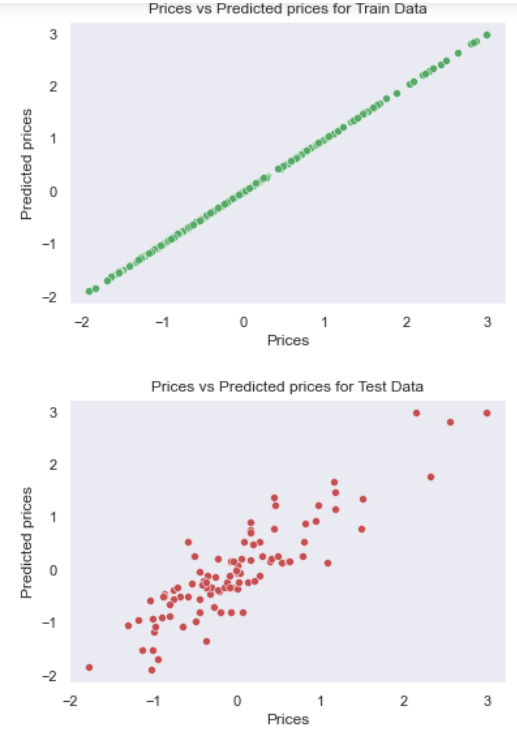 Prices vs Predicted prices for Train Data
3
2
1
0
−1
−2
Predicted prices
−2 −1 0 1 2 3
Prices
Prices vs Predicted prices for Test Data
3
2
1
0
−1
−2
Predicted prices
−2 −1 0 1 2 3
Prices